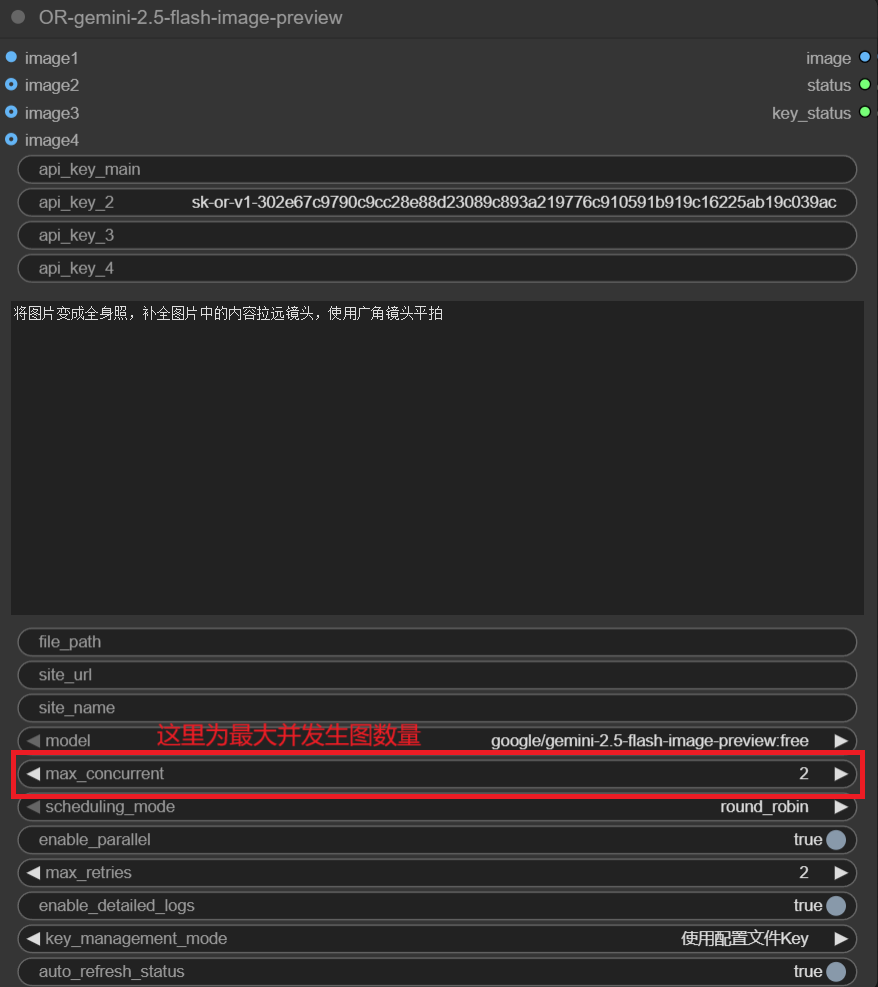 OR-gemini-2.5-flash-image-preview
image1 image
image2 status
image3 key_status
image4
api_key_main
api_key_2 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
api_key_3
api_key_4
将图片变成全身照，补全图片中的内容拉远镜头，使用广角镜头平拍
file_path
site_url
site_name
这里为最大并发生图数量
model google/gemini-2.5-flash-image-preview:free
max_concurrent 2
scheduling_mode round_robin
enable_parallel true
max_retries 2
enable_detailed_logs true
key_management_mode 使用配置文件Key
auto_refresh_status true